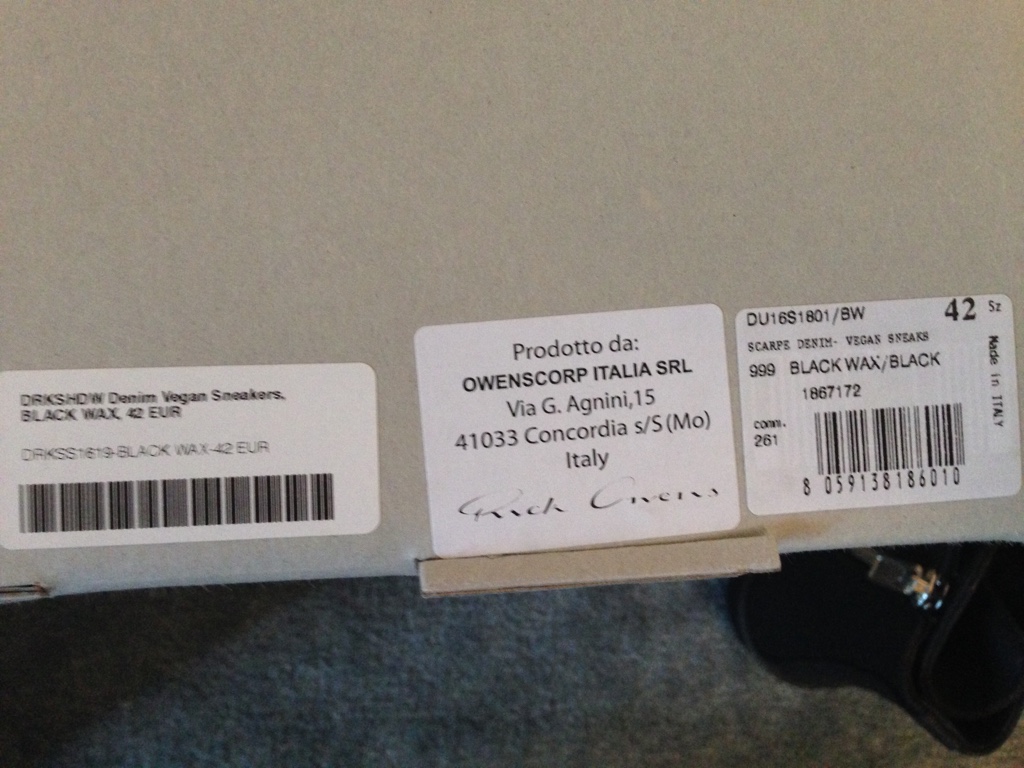 DRKSHDW Denim Vegan Sneakers,
BLACK WAX, 42 EUR
DRKSS1619-BLACK WAX-42 EUR
Prodotto da:
OWENSCORP ITALIA SRL
Via G. Agnini,15
41033 Concordia s/S (Mo)
Italy
Rick Owens
DU16S1801/BW 42 Sz
SCARPE DENIM- VEGAN SNEAKS
999 BLACK WAX/BLACK
1867172
comm.
261
8 059138186010
Made in ITALY